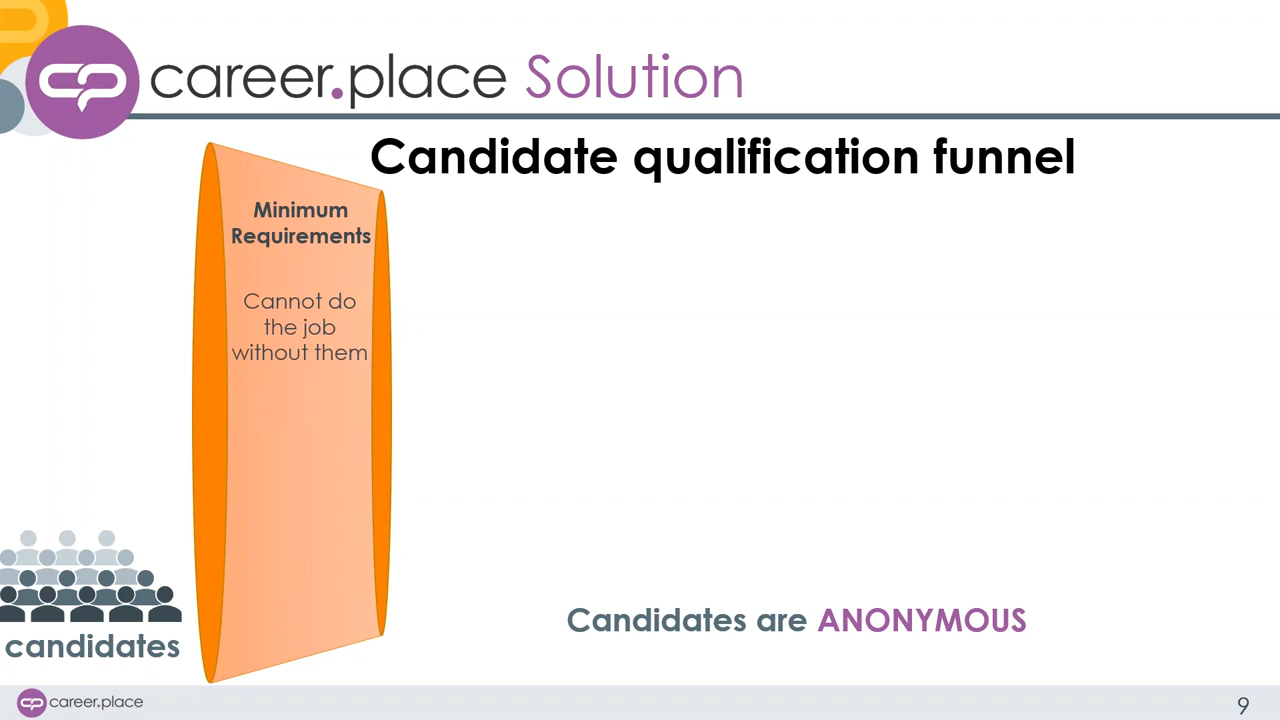 career.place Solution
Candidate qualification funnel
Minimum
Requirements
Cannot do
the job
without them
Candidates are ANONYMOUS
candidates
career.place
9